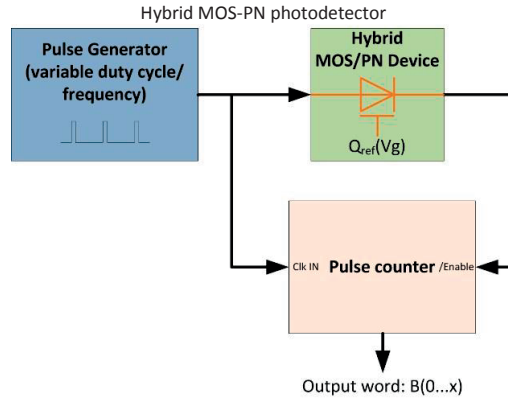 Hybrid MOS-PN photodetector
Pulse Generator
(variable duty cycle/
frequency)
Hybrid
MOS/PN Device
Qref(Vg)
Clk IN Pulse counter /Enable
Output word: B(0...x)